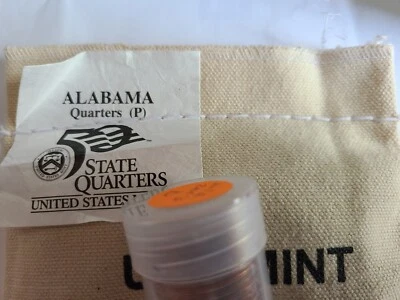 ALABAMA
Quarters (P)
50
STATE
QUARTERS
UNITED STATES
U
MINT